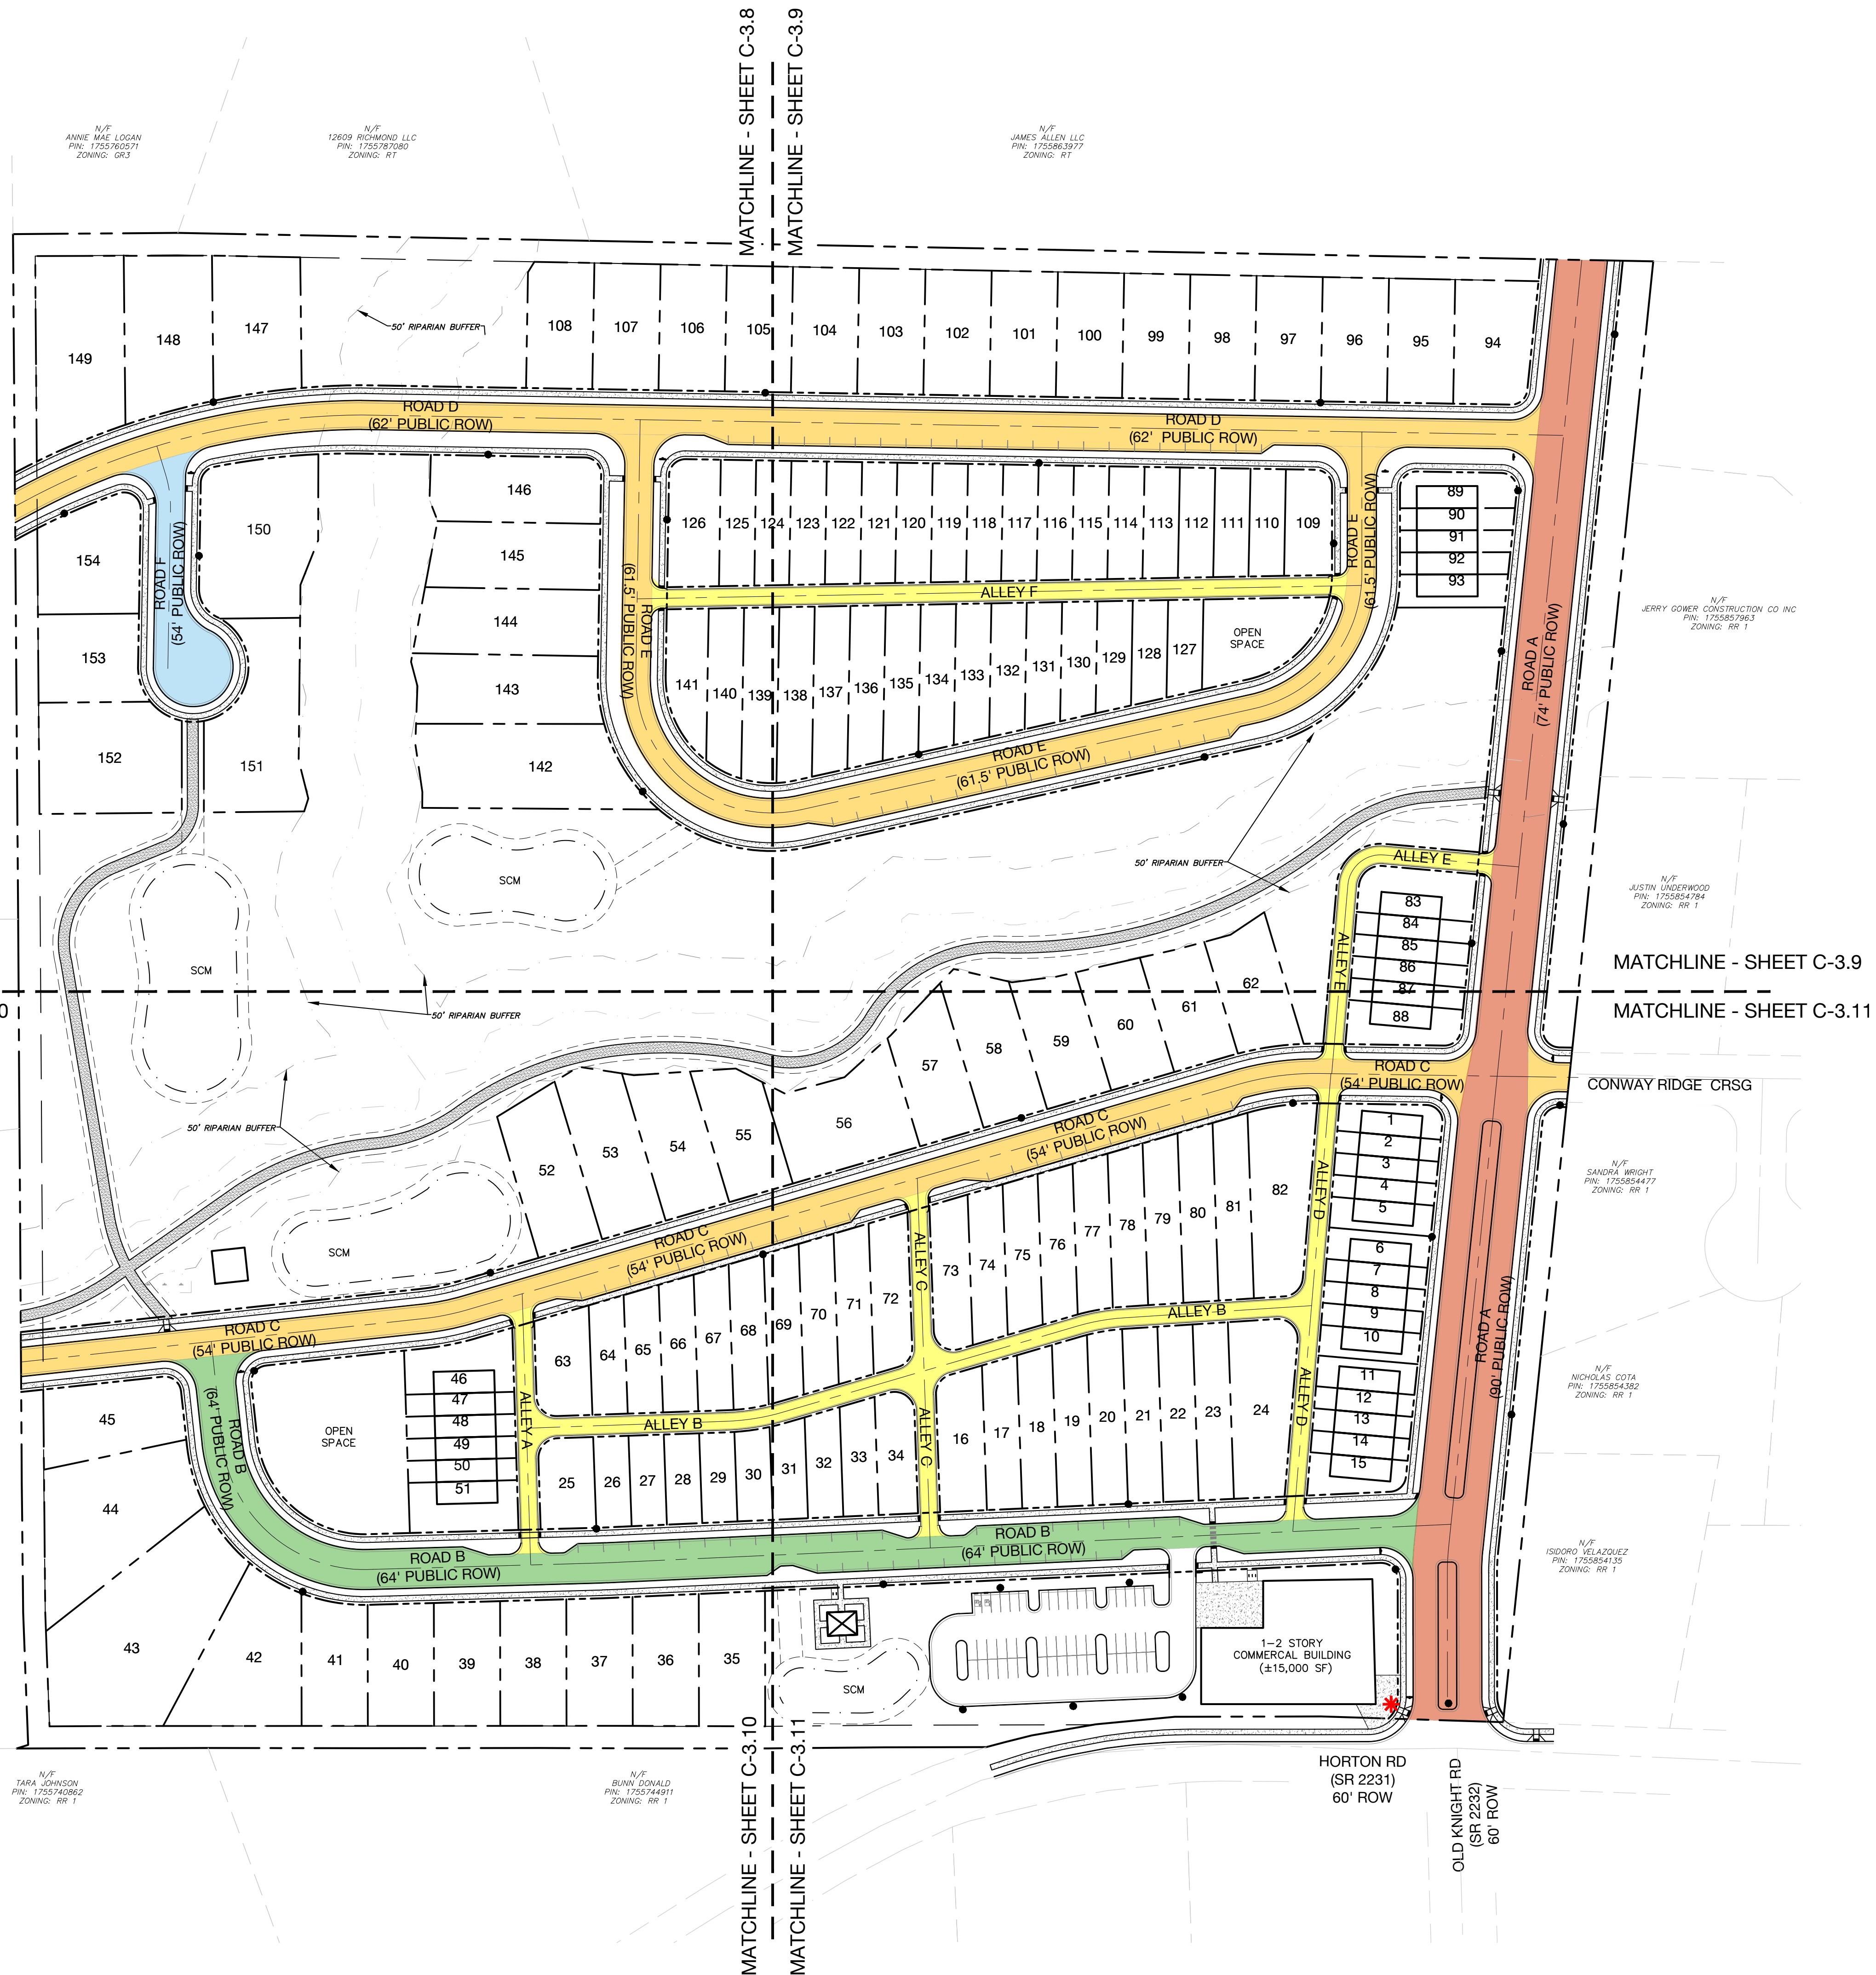 MATCHLINE - SHEET C-3.8
MATCHLINE - SHEET C-3.9
N/F
ANNIE MAE LOGAN
PIN: 1755760571
ZONING: GR3
N/F
12609 RICHMOND LLC
PIN: 1755787080
ZONING: RT
N/F
JAMES ALLEN LLC
PIN: 1755863977
ZONING: RT
149
148
147
50' RIPARIAN BUFFER
108
107
106
105
104
103
102
101
100
99
98
97
96
95
94
ROAD D
(62' PUBLIC ROW)
ROAD D
(62' PUBLIC ROW)
154
153
152
ROAD F
(54' PUBLIC ROW)
150
151
146
145
144
143
142
ROAD E
(61.5' PUBLIC ROW)
126
125
124
123
122
121
120
119
118
117
116
115
114
113
112
111
110
109
ROAD E
(61.5' PUBLIC ROW)
89
90
91
92
93
ALLEY F
141
140
139
138
137
136
135
134
133
132
131
130
129
128
127
OPEN
SPACE
ROAD E
(61.5' PUBLIC ROW)
ROAD A
(74' PUBLIC ROW)
N/F
JERRY GOWER CONSTRUCTION CO INC
PIN: 1755857963
ZONING: RR 1
50' RIPARIAN BUFFER
SCM
SCM
ALLEY E
ALLEY E
83
84
85
86
87
88
N/F
JUSTIN UNDERWOOD
PIN: 1755854784
ZONING: RR 1
MATCHLINE - SHEET C-3.9
0
MATCHLINE - SHEET C-3.11
50' RIPARIAN BUFFER
50' RIPARIAN BUFFER
52
53
54
55
56
57
58
59
60
61
62
ROAD C
(54' PUBLIC ROW)
CONWAY RIDGE CRSG
ROAD C
(54' PUBLIC ROW)
ROAD C
(54' PUBLIC ROW)
ROAD C
(54' PUBLIC ROW)
SCM
1
2
3
4
5
6
7
8
9
10
11
12
13
14
15
ALLEY D
ALLEY D
N/F
SANDRA WRIGHT
PIN: 1755854477
ZONING: RR 1
63
64
65
66
67
68
69
70
71
72
73
74
75
76
77
78
79
80
81
82
ALLEY C
ALLEY C
ALLEY B
ALLEY B
ALLEY A
ROAD A
(90' PUBLIC ROW)
N/F
NICHOLAS COTA
PIN: 1755854382
ZONING: RR 1
45
44
43
ROAD B
(64' PUBLIC ROW)
OPEN
SPACE
46
47
48
49
50
51
25
26
27
28
29
30
31
32
33
34
16
17
18
19
20
21
22
23
24
ROAD B
(64' PUBLIC ROW)
ROAD B
(64' PUBLIC ROW)
N/F
ISIDORO VELAZQUEZ
PIN: 1755854135
ZONING: RR 1
42
41
40
39
38
37
36
35
SCM
1-2 STORY
COMMERCAL BUILDING
(±15,000 SF)
N/F
TARA JOHNSON
PIN: 1755740862
ZONING: RR 1
N/F
BUNN DONALD
PIN: 1755744911
ZONING: RR 1
MATCHLINE - SHEET C-3.10
MATCHLINE - SHEET C-3.11
HORTON RD
(SR 2231)
60' ROW
OLD KNIGHT RD
(SR 2232)
60' ROW